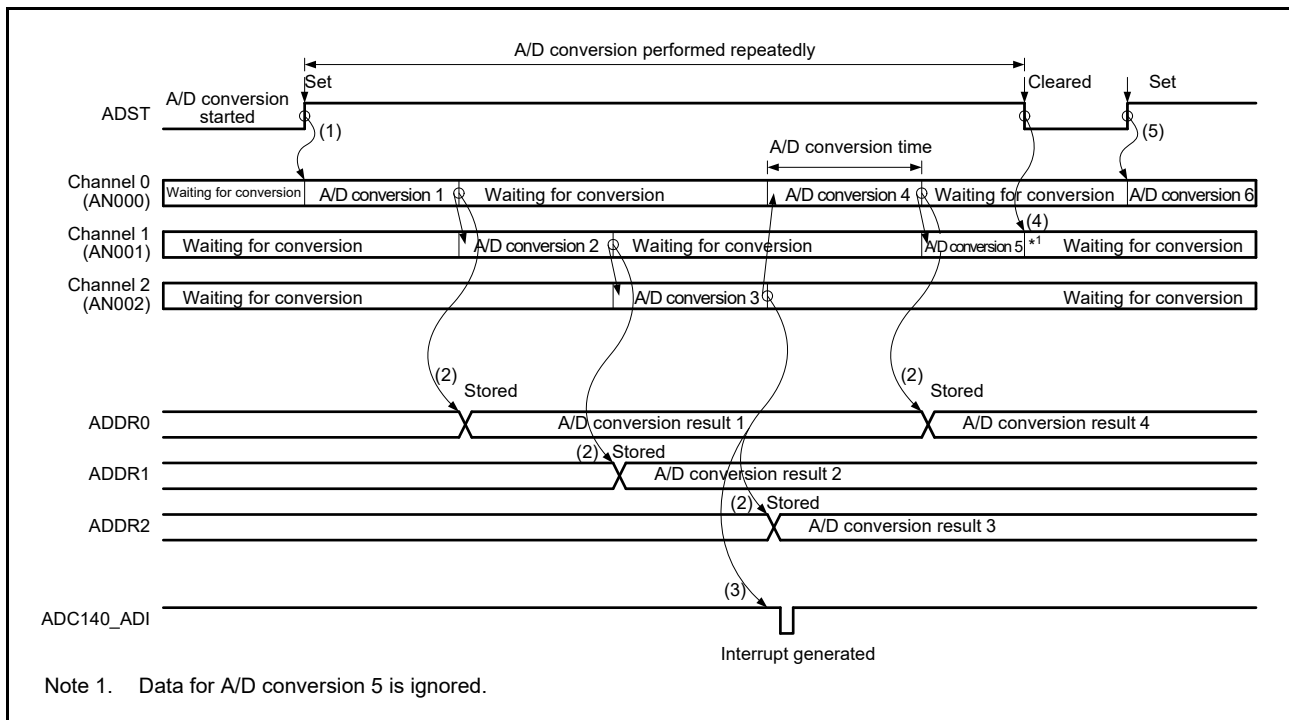 A/D conversion performed repeatedly
Set
Cleared
Set
A/D conversion
started
ADST
(1)
(5)
A/D conversion time
Channel 0
(AN000)
Waiting for conversion
A/D conversion 1
Waiting for conversion
A/D conversion 4
Waiting for conversion
A/D conversion 6
(4)
Channel 1
(AN001)
Waiting for conversion
A/D conversion 2
Waiting for conversion
A/D conversion 5
*1
Waiting for conversion
Channel 2
(AN002)
Waiting for conversion
A/D conversion 3
Waiting for conversion
(2)
Stored
(2)
Stored
ADDR0
A/D conversion result 1
A/D conversion result 4
(2)
Stored
ADDR1
A/D conversion result 2
(2)
Stored
ADDR2
A/D conversion result 3
(3)
ADC140_ADI
Interrupt generated
Note 1. Data for A/D conversion 5 is ignored.